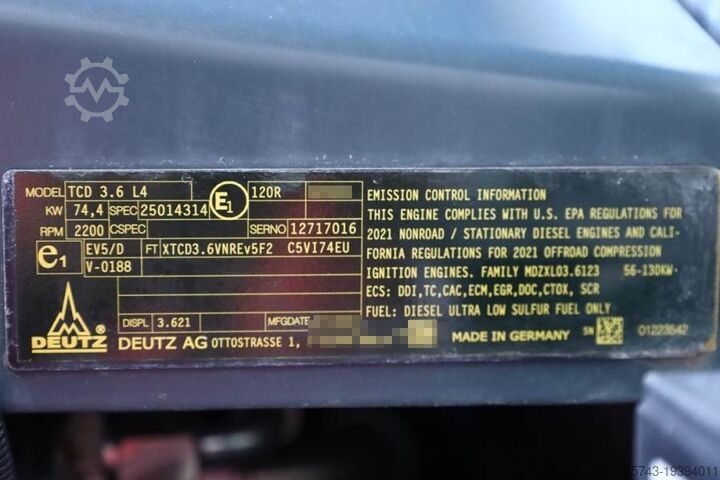 MODEL TCD 3.6 L4 E1 120R
KW 74,4 SPEC 25014314
RPM 2200 CSPEC SERNO 12717016
e1 EV5/D FT XTCD3.6VNREv5F2 C5VI74EU
V-0188
DISPL 3.621 MFGDATE
DEUTZ ® DEUTZ AG OTTOSTRASSE 1,
EMISSION CONTROL INFORMATION
THIS ENGINE COMPLIES WITH U.S. EPA REGULATIONS FOR
2021 NONROAD / STATIONARY DIESEL ENGINES AND CALI-
FORNIA REGULATIONS FOR 2021 OFFROAD COMPRESSION
IGNITION ENGINES. FAMILY MDZXL03.6123 56-130KW·
ECS: DDI,TC,CAC,ECM,EGR,DOC,CTOX, SCR
FUEL: DIESEL ULTRA LOW SULFUR FUEL ONLY
MADE IN GERMANY SN 01223542
5743-19394011